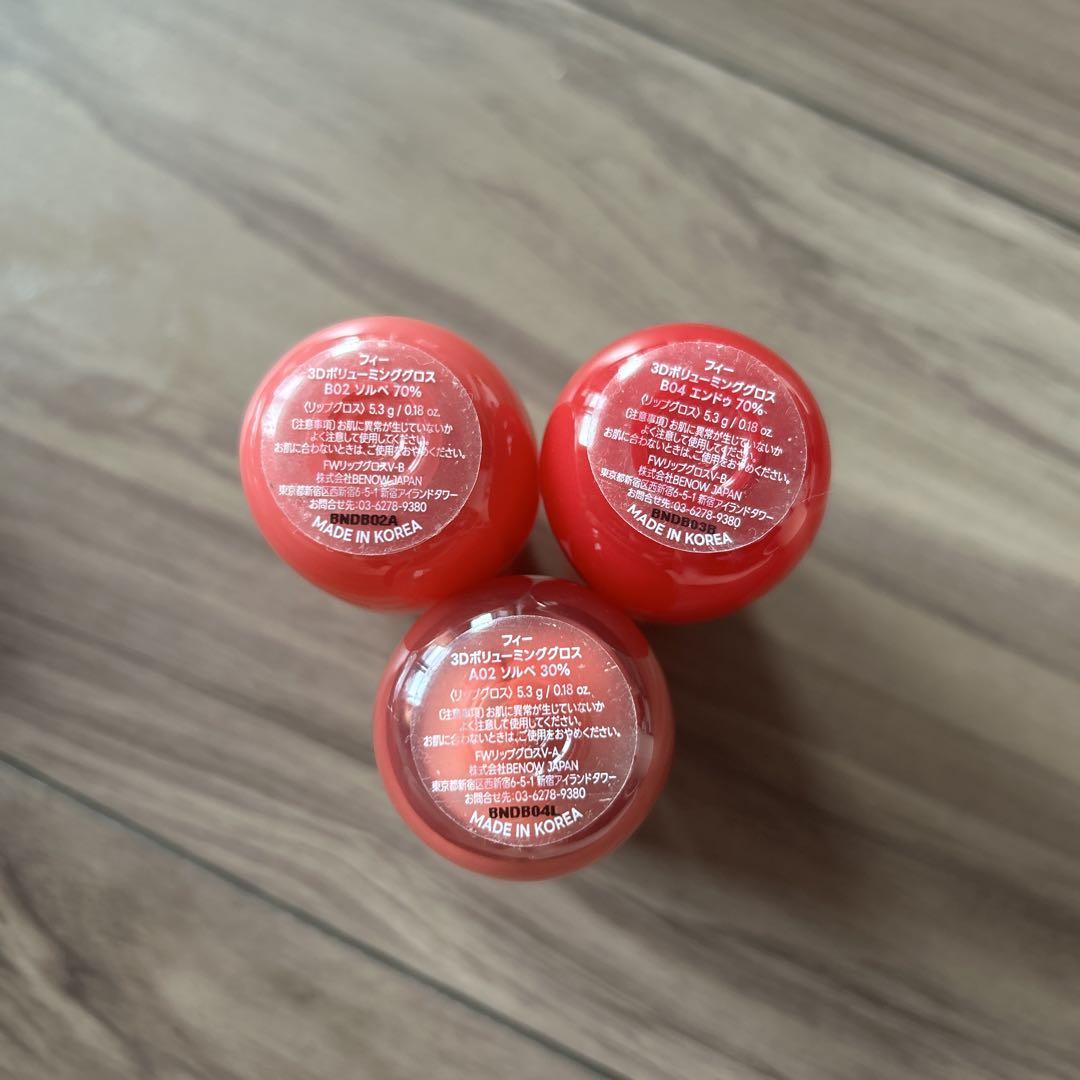 フィー
3Dボリューミンググロス
B02 ソルベ 70%
〈リップグロス〉5.3 g / 0.18 oz.
〔注意事項〕お肌に異常が生じていないか
よく注意して使用してください。
お肌に合わないときは、ご使用をおやめください。
FWリップグロスV-B
株式会社BENOW JAPAN
東京都新宿区西新宿6-5-1 新宿アイランドタワー
お問合せ先:03-6278-9380
BNDB02A
MADE IN KOREA
フィー
3Dボリューミンググロス
B04 エンドゥ 70%
〈リップグロス〉5.3 g / 0.18 oz.
〔注意事項〕お肌に異常が生じていないか
よく注意して使用してください。
お肌に合わないときは、ご使用をおやめください。
FWリップグロスV-B
株式会社BENOW JAPAN
東京都新宿区西新宿6-5-1 新宿アイランドタワー
お問合せ先:03-6278-9380
BNDB03B
MADE IN KOREA
フィー
3Dボリューミンググロス
A02 ソルベ 30%
〈リップグロス〉5.3 g / 0.18 oz.
〔注意事項〕お肌に異常が生じていないか
よく注意して使用してください。
お肌に合わないときは、ご使用をおやめください。
FWリップグロスV-A
株式会社BENOW JAPAN
東京都新宿区西新宿6-5-1 新宿アイランドタワー
お問合せ先:03-6278-9380
BNDB04L
MADE IN KOREA